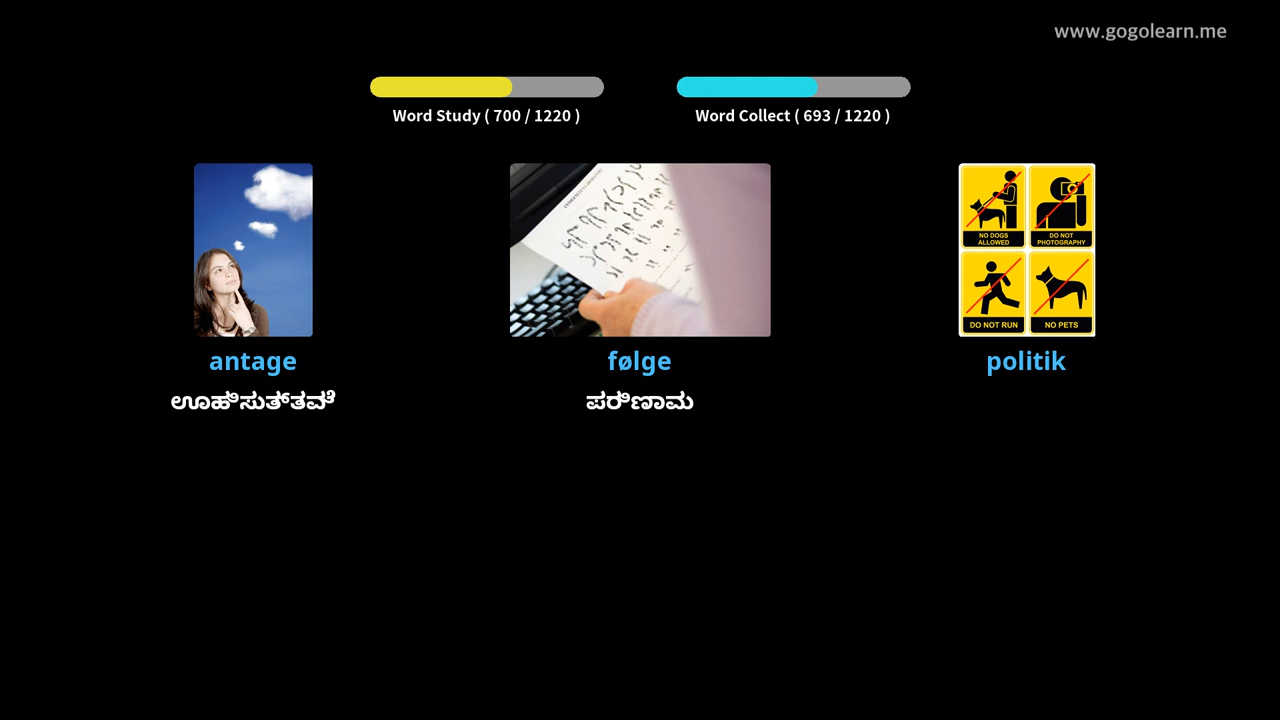 www.gogolearn.me
Word Study ( 700 / 1220 )
Word Collect ( 693 / 1220 )
NO DOGS
ALLOWED
DO NOT
PHOTOGRAPHY
DO NOT RUN
NO PETS
antage
følge
politik
ಊಹಿಸುತ್ತವೆ
ಪರಿಣಾಮ